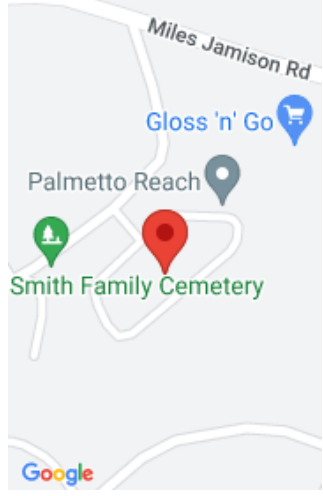 Miles Jamison Rd
Gloss 'n' Go
Palmetto Reach
Smith Family Cemetery
Google